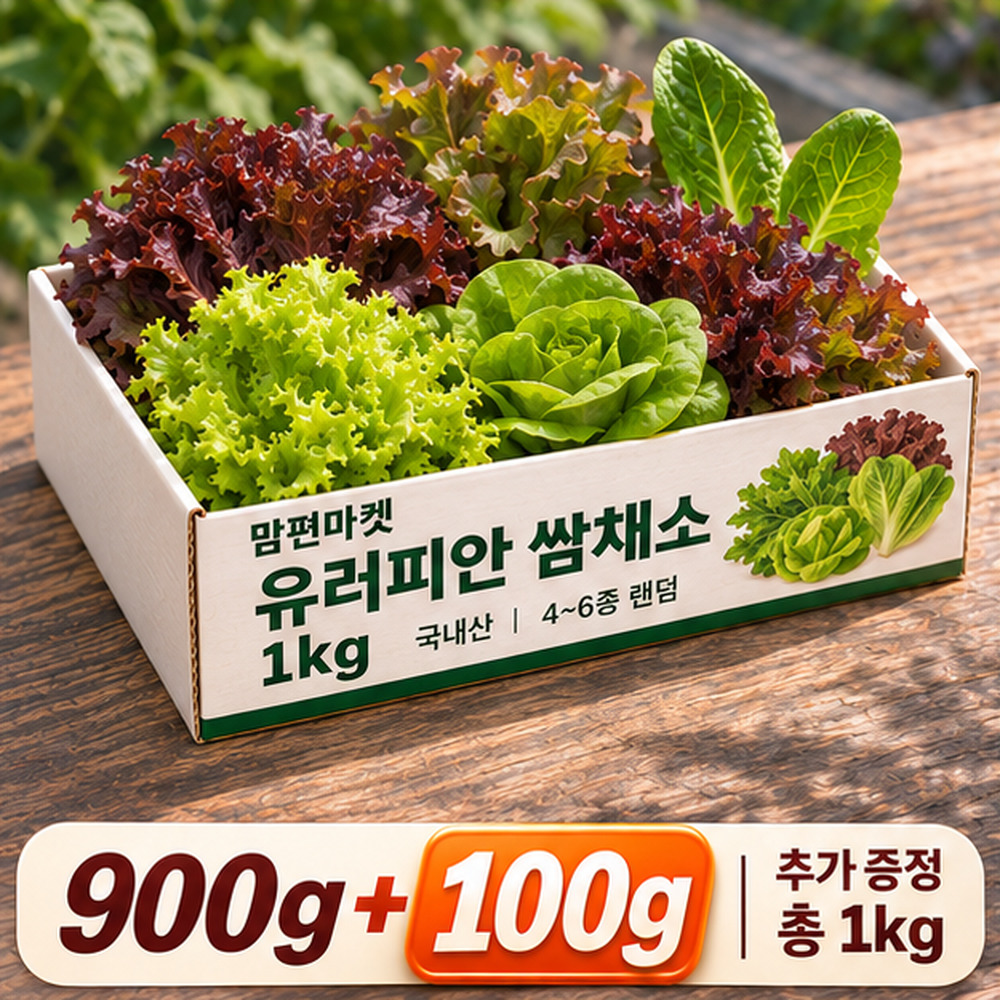 맘편마켓
유러피안 쌈채소
1kg 국내산 | 4~6종 랜덤
900g+100g
추가 증정
총 1kg